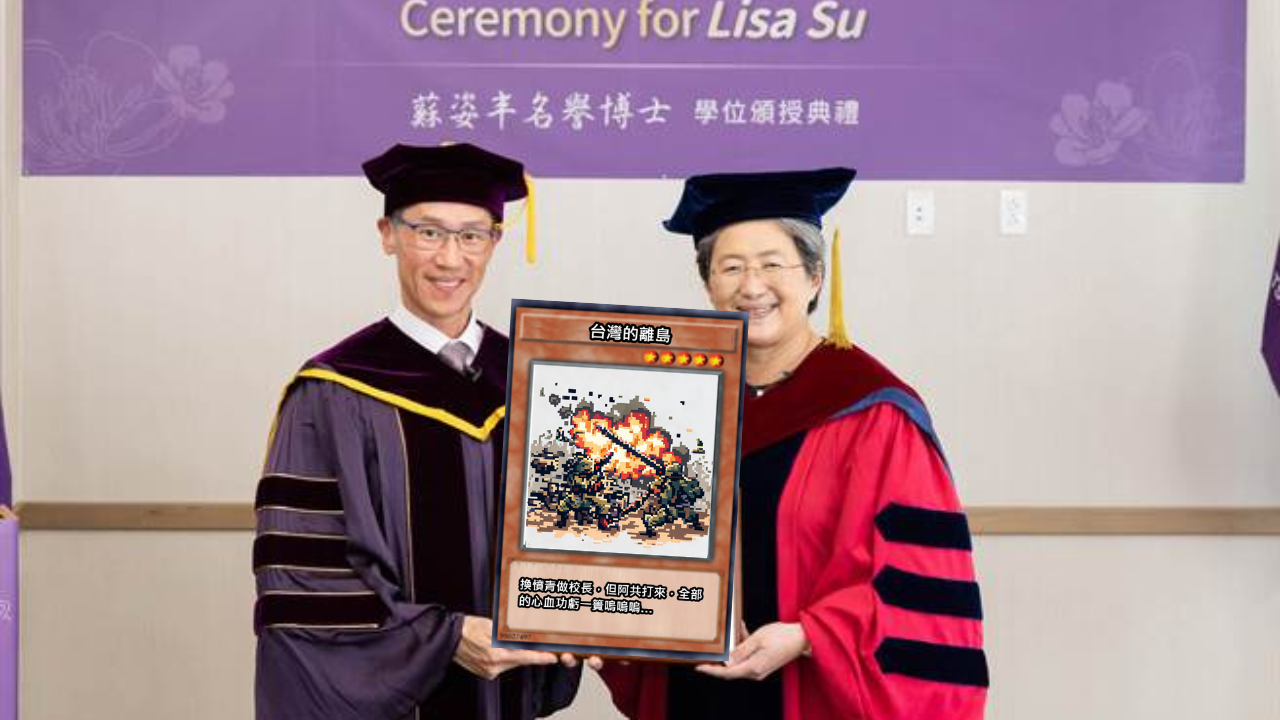 Ceremony for Lisa Su
蘇姿丰名譽博士 學位頒授典禮
台灣的離島
換憤青做校長，但阿共打來，全部
的心血功虧一簣嗚嗚嗚...